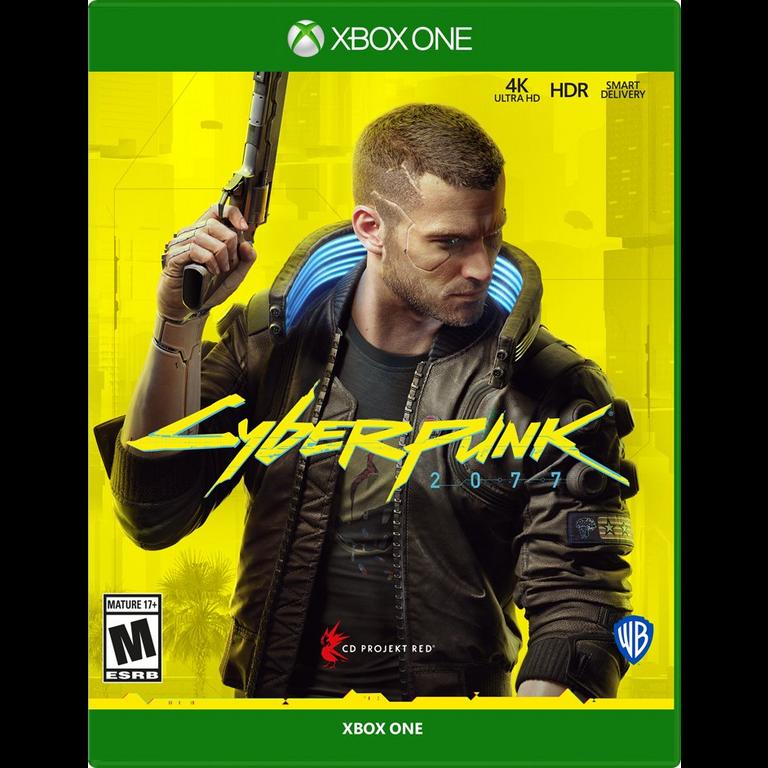 XBOX ONE
4K
ULTRA HD
HDR
SMART
DELIVERY
CYBERPUNK
2077
MATURE 17+
M
ESRB
CD PROJEKT RED
WB
XBOX ONE